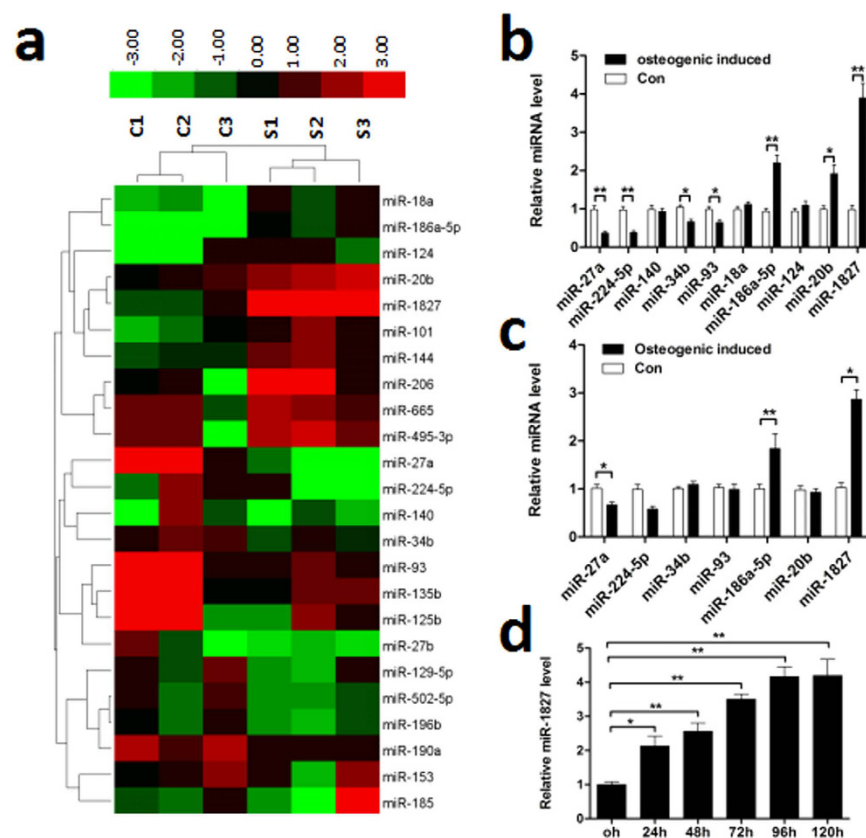 a
-3.00 -2.00 -1.00 0.00 1.00 2.00 3.00
C1 C2 C3 S1 S2 S3
miR-18a
miR-186a-5p
miR-124
miR-20b
miR-1827
miR-101
miR-144
miR-206
miR-665
miR-495-3p
miR-27a
miR-224-5p
miR-140
miR-34b
miR-93
miR-135b
miR-125b
miR-27b
miR-129-5p
miR-502-5p
miR-196b
miR-190a
miR-153
miR-185
b
Relative miRNA level
5
4
3
2
1
0
osteogenic induced
Con
** ** * * ** * **
miR-27a miR-224-5p miR-140 miR-34b miR-93 miR-18a miR-186a-5p miR-124 miR-20b miR-1827
c
Relative miRNA level
4
3
2
1
0
Osteogenic induced
Con
* ** *
miR-27a miR-224-5p miR-34b miR-93 miR-186a-5p miR-20b miR-1827
d
Relative miR-1827 level
5
4
3
2
1
0
**
**
**
**
*
oh 24h 48h 72h 96h 120h